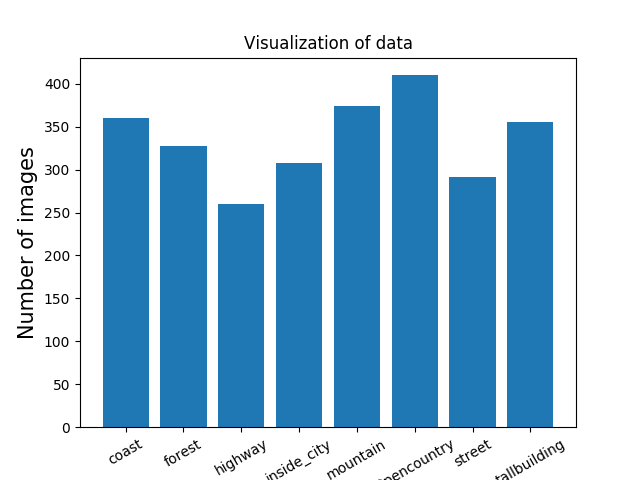 Visualization of data
Number of images
400
350
300
250
200
150
100
50
0
coast
forest
highway
inside_city
mountain
street
tallbuilding